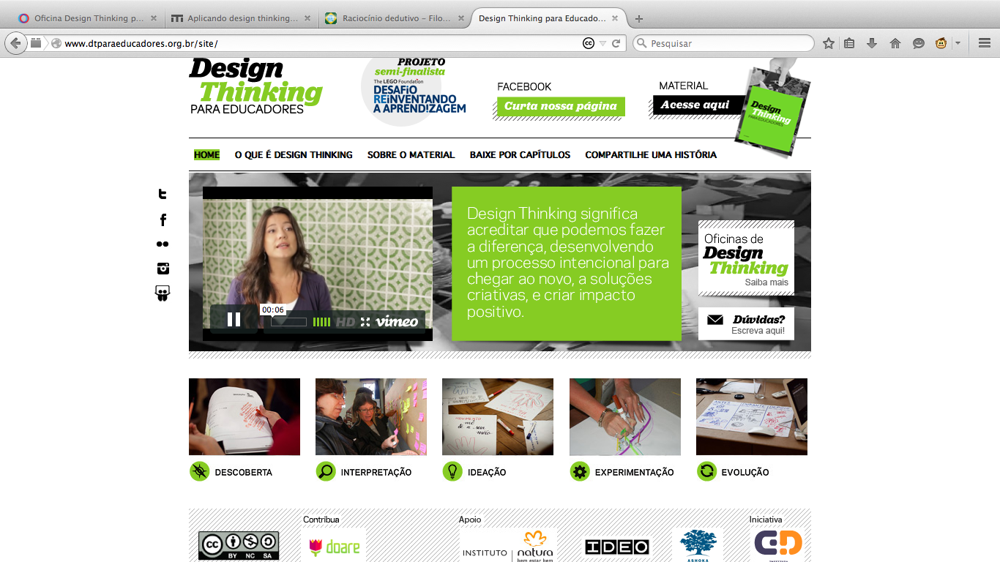 Oficina Design Thinking p...
Aplicando design thinking...
Raciocínio dedutivo – Filo...
Design Thinking para Educado...
www.dtparaeducadores.org.br/site/
Pesquisar
Design
Thinking
PARA EDUCADORES
PROJETO
semi-finalista
The LEGO Foundation
DESAFiO
REiNVENTANDO
A APREND!ZAGEM
FACEBOOK
Curta nossa página
MATERIAL
Acesse aqui
Design
Thinking
PARA EDUCADORES
HOME
O QUE É DESIGN THINKING
SOBRE O MATERIAL
BAIXE POR CAPÍTULOS
COMPARTILHE UMA HISTÓRIA
00:06
HD
vimeo
Design Thinking significa
acreditar que podemos fazer
a diferença, desenvolvendo
um processo intencional para
chegar ao novo, a soluções
criativas, e criar impacto
positivo.
Oficinas de
Design
Thinking
Saiba mais
Dúvidas?
Escreva aqui!
ANTES
DURANTE
DESCOBERTA
INTERPRETAÇÃO
IDEAÇÃO
EXPERIMENTAÇÃO
EVOLUÇÃO
Contribua
Apoio
Iniciativa
cc
BY NC SA
doare
INSTITUTO natura
bem estar bem
IDEO
ASHOKA